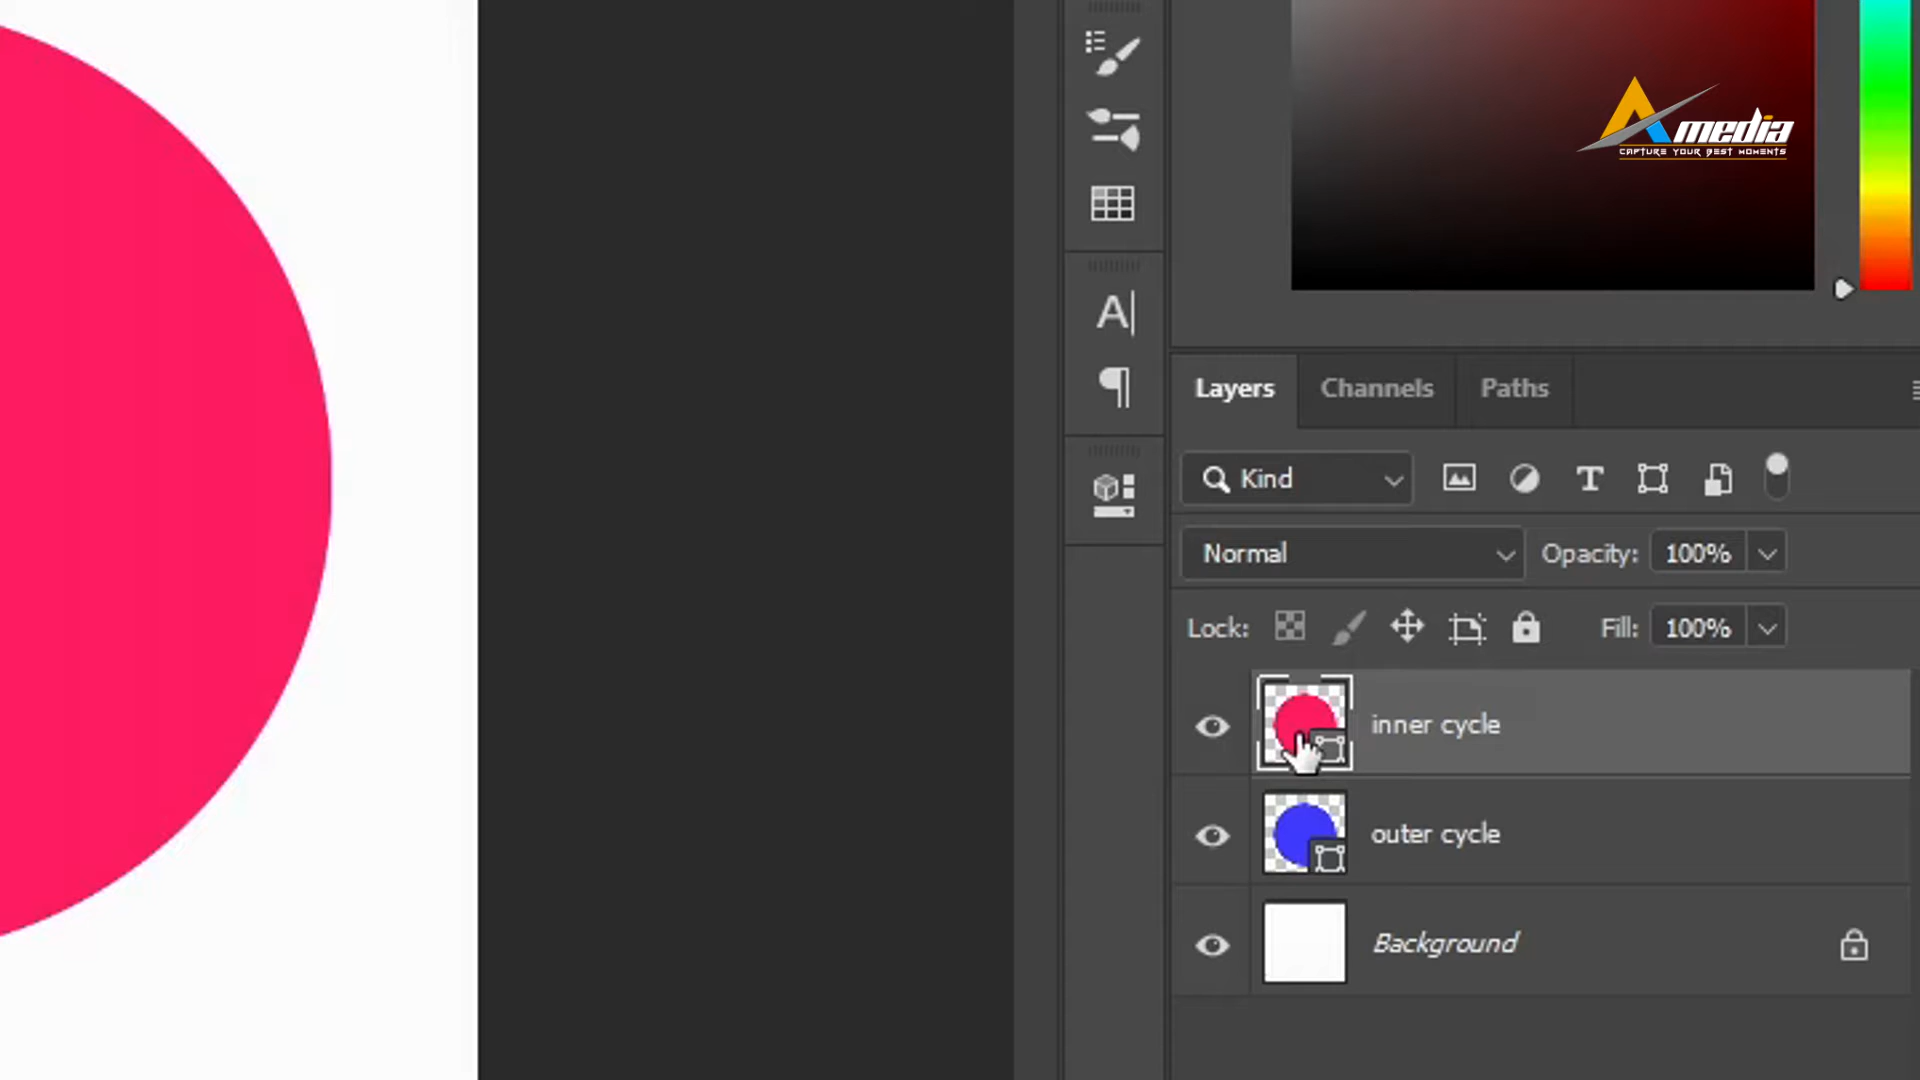 media
CAPTURE YOUR BEST MOMENTS
A
Layers
Channels
Paths
Kind
T
Normal
Opacity:
100%
Lock:
Fill:
100%
inner cycle
outer cycle
Background